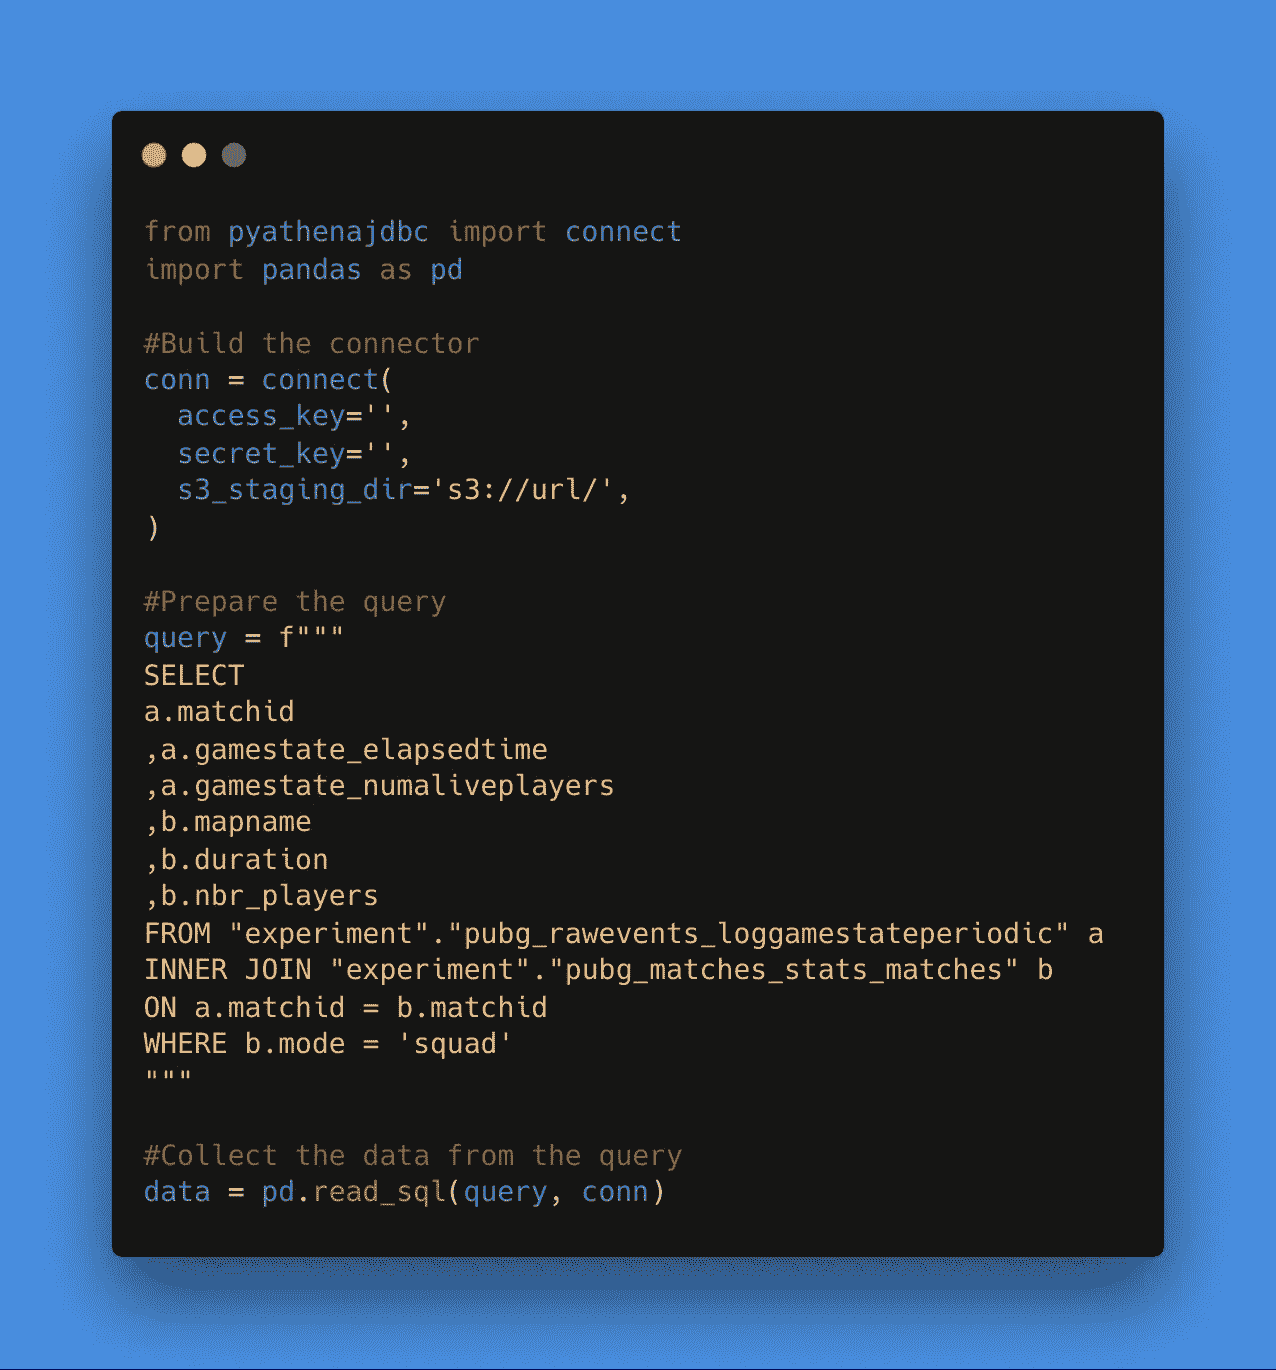 from pyathenajdbc import connect
import pandas as pd
#Build the connector
conn = connect(
  access_key='',
  secret_key='',
  s3_staging_dir='s3://url/',
)
#Prepare the query
query = f"""
SELECT
a.matchid
,a.gamestate_elapsedtime
,a.gamestate_numaliveplayers
,b.mapname
,b.duration
,b.nbr_players
FROM "experiment"."pubg_rawevents_loggamestateperiodic" a
INNER JOIN "experiment"."pubg_matches_stats_matches" b
ON a.matchid = b.matchid
WHERE b.mode = 'squad'
"""
#Collect the data from the query
data = pd.read_sql(query, conn)